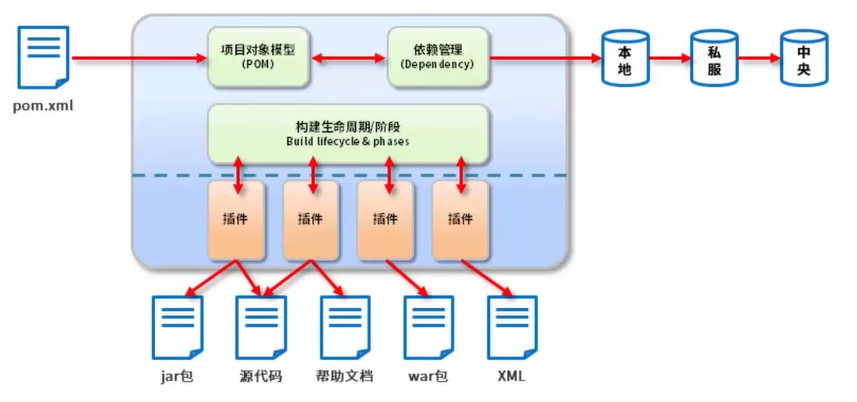 pom.xml
项目对象模型
(POM)
依赖管理
(Dependency)
本地
私服
中央
构建生命周期/阶段
Build lifecycle & phases
插件
插件
插件
插件
jar包
源代码
帮助文档
war包
XML